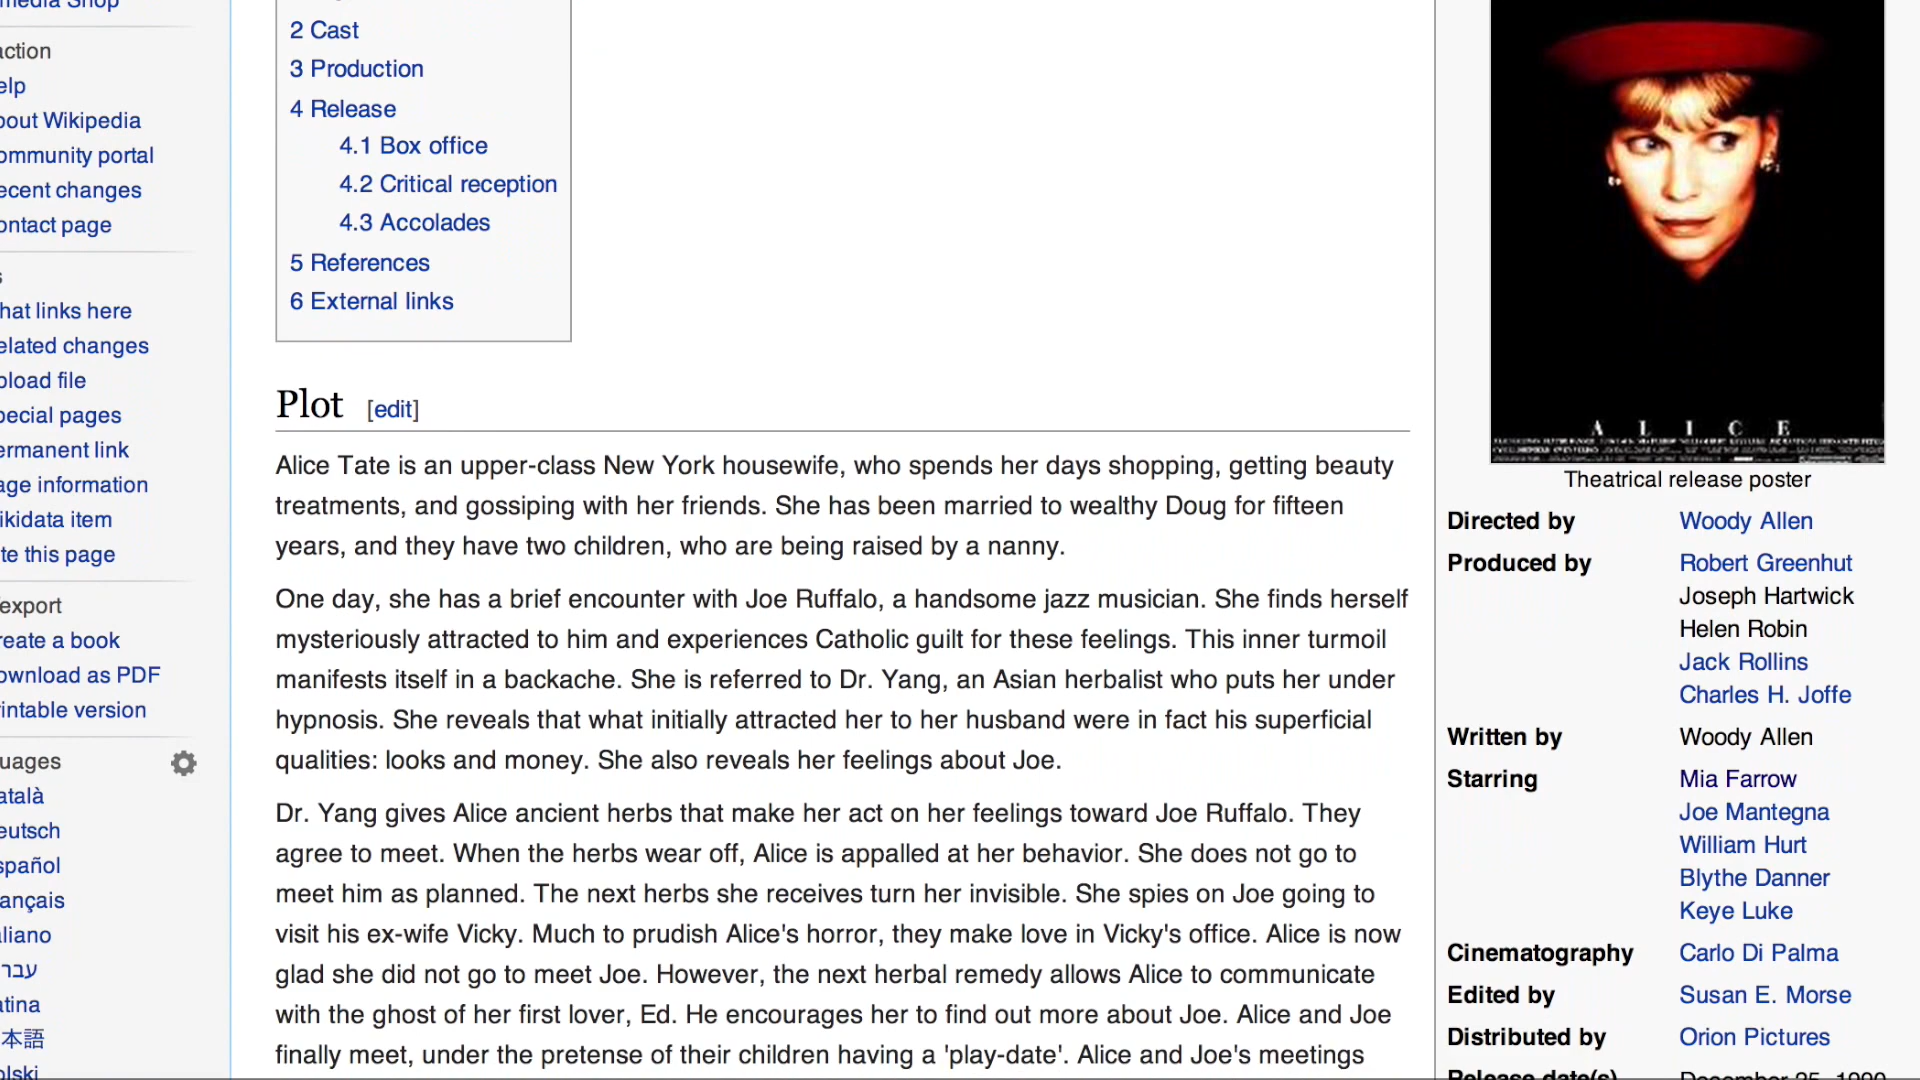 action
elp
bout Wikipedia
ommunity portal
ecent changes
ontact page
hat links here
elated changes
pload file
pecial pages
ermanent link
age information
ikidata item
te this page
export
reate a book
ownload as PDF
rintable version
guages
atalà
eutsch
spañol
ançais
aliano
עבר
atina
本語
olski
2 Cast
3 Production
4 Release
4.1 Box office
4.2 Critical reception
4.3 Accolades
5 References
6 External links
Plot [edit]
Alice Tate is an upper-class New York housewife, who spends her days shopping, getting beauty
treatments, and gossiping with her friends. She has been married to wealthy Doug for fifteen
years, and they have two children, who are being raised by a nanny.
One day, she has a brief encounter with Joe Ruffalo, a handsome jazz musician. She finds herself
mysteriously attracted to him and experiences Catholic guilt for these feelings. This inner turmoil
manifests itself in a backache. She is referred to Dr. Yang, an Asian herbalist who puts her under
hypnosis. She reveals that what initially attracted her to her husband were in fact his superficial
qualities: looks and money. She also reveals her feelings about Joe.
Dr. Yang gives Alice ancient herbs that make her act on her feelings toward Joe Ruffalo. They
agree to meet. When the herbs wear off, Alice is appalled at her behavior. She does not go to
meet him as planned. The next herbs she receives turn her invisible. She spies on Joe going to
visit his ex-wife Vicky. Much to prudish Alice's horror, they make love in Vicky's office. Alice is now
glad she did not go to meet Joe. However, the next herbal remedy allows Alice to communicate
with the ghost of her first lover, Ed. He encourages her to find out more about Joe. Alice and Joe
finally meet, under the pretense of their children having a 'play-date'. Alice and Joe's meetings
ALICE
Theatrical release poster
Directed by Woody Allen
Produced by Robert Greenhut
Joseph Hartwick
Helen Robin
Jack Rollins
Charles H. Joffe
Written by Woody Allen
Starring Mia Farrow
Joe Mantegna
William Hurt
Blythe Danner
Keye Luke
Cinematography Carlo Di Palma
Edited by Susan E. Morse
Distributed by Orion Pictures
Release date(s) December 25, 1990